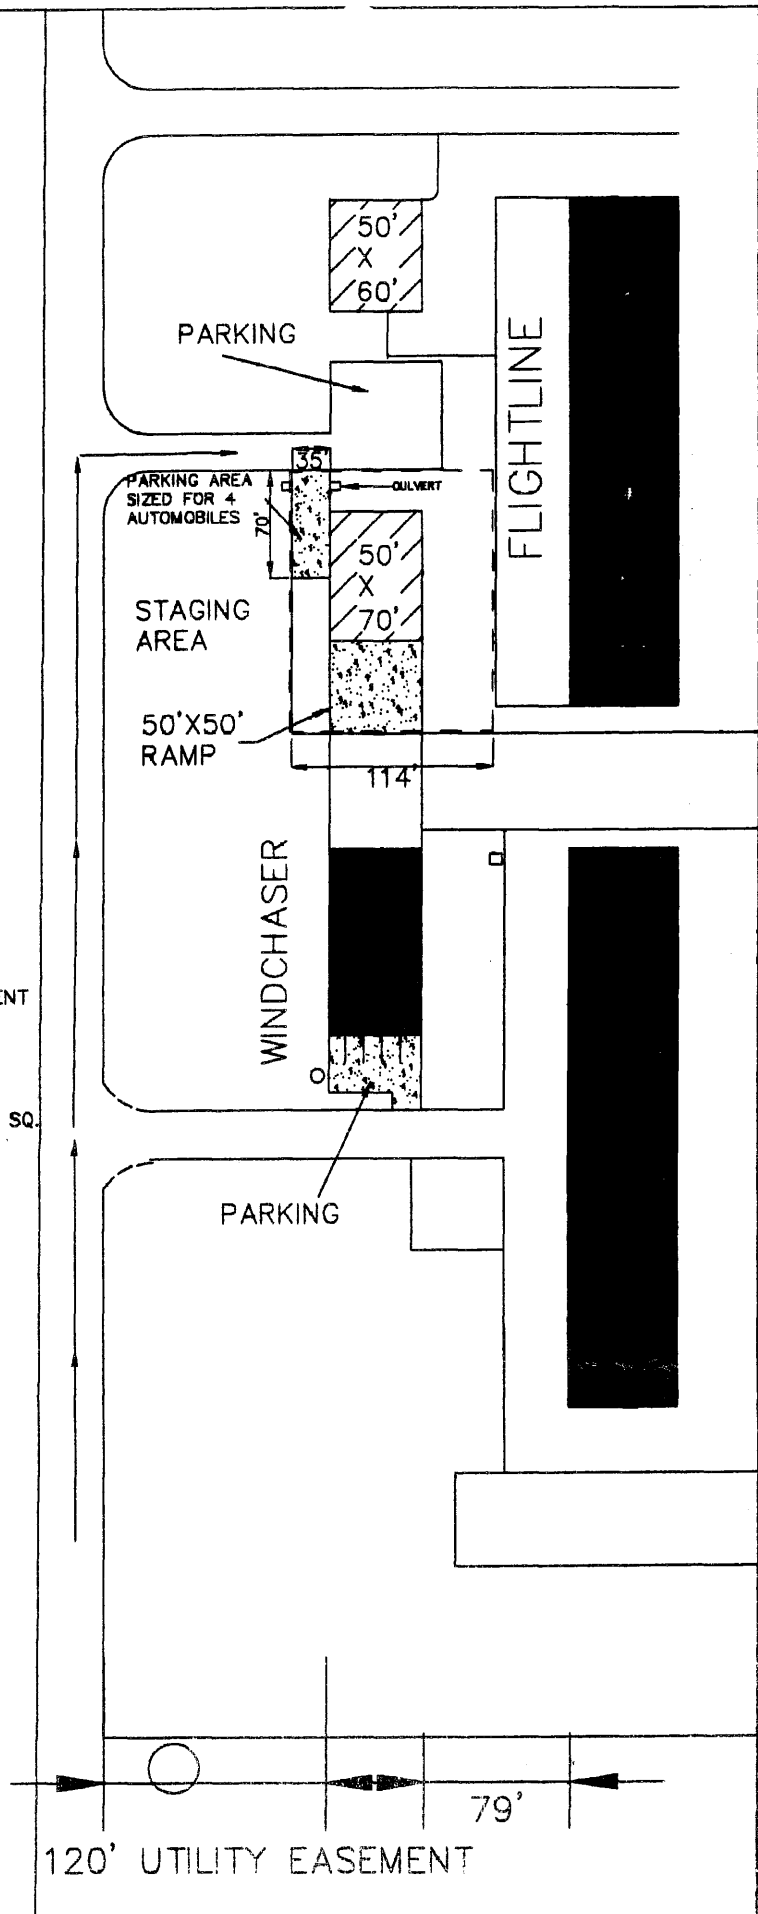 50'
X
60'
PARKING
FLIGHTLINE
35'
PARKING AREA
SIZED FOR 4
AUTOMOBILES
70'
CULVERT
50'
X
70'
STAGING
AREA
50'X50'
RAMP
114'
WINDCHASER
ENT
SQ.
PARKING
79'
120' UTILITY EASEMENT